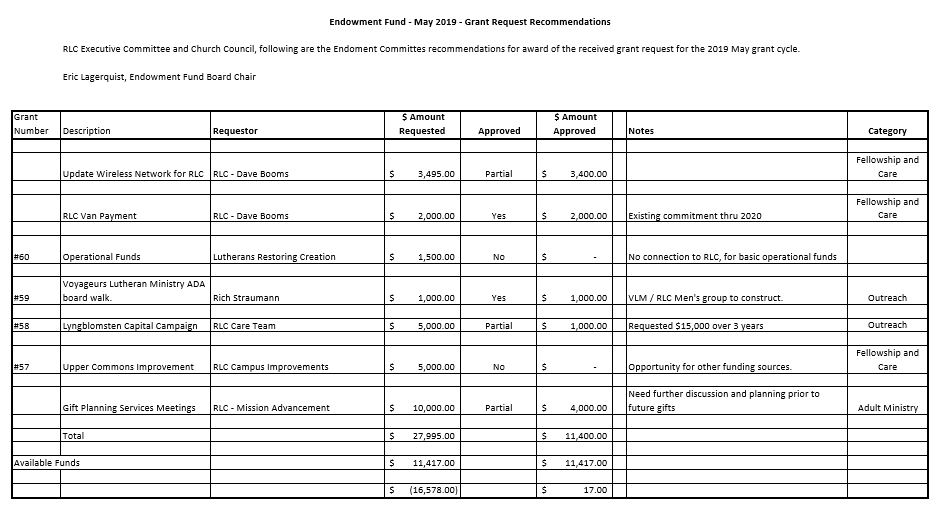 Endowment Fund - May 2019 - Grant Request Recommendations
RLC Executive Committee and Church Council, following are the Endoment Committes recommendations for award of the received grant request for the 2019 May grant cycle.
Eric Lagerquist, Endowment Fund Board Chair
Grant Number Description Requestor $ Amount Requested Approved $ Amount Approved Notes Category
Update Wireless Network for RLC RLC - Dave Booms $ 3,495.00 Partial $ 3,400.00 Fellowship and Care
RLC Van Payment RLC - Dave Booms $ 2,000.00 Yes $ 2,000.00 Existing commitment thru 2020 Fellowship and Care
#60 Operational Funds Lutherans Restoring Creation $ 1,500.00 No $ - No connection to RLC, for basic operational funds
#59 Voyageurs Lutheran Ministry ADA board walk. Rich Straumann $ 1,000.00 Yes $ 1,000.00 VLM / RLC Men's group to construct. Outreach
#58 Lyngblomsten Capital Campaign RLC Care Team $ 5,000.00 Partial $ 1,000.00 Requested $15,000 over 3 years Outreach
#57 Upper Commons Improvement RLC Campus Improvements $ 5,000.00 No $ - Opportunity for other funding sources. Fellowship and Care
Gift Planning Services Meetings RLC - Mission Advancement $ 10,000.00 Partial $ 4,000.00 Need further discussion and planning prior to future gifts Adult Ministry
Total $ 27,995.00 $ 11,400.00
Available Funds $ 11,417.00 $ 11,417.00
$ (16,578.00) $ 17.00